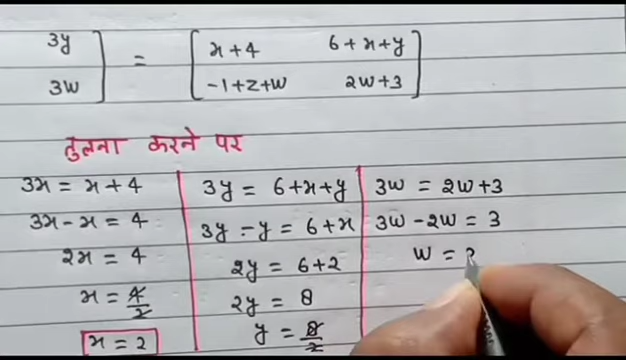 3y = x+4 6+x+y
3w -1+z+w 2w+3
तुलना करने पर
3x = x+4
3x-x = 4
2x = 4
x = 4/2
x = 2
3y = 6+x+y
3y-y = 6+x
2y = 6+2
2y = 8
y = 8/2
3w = 2w+3
3w-2w = 3
w =